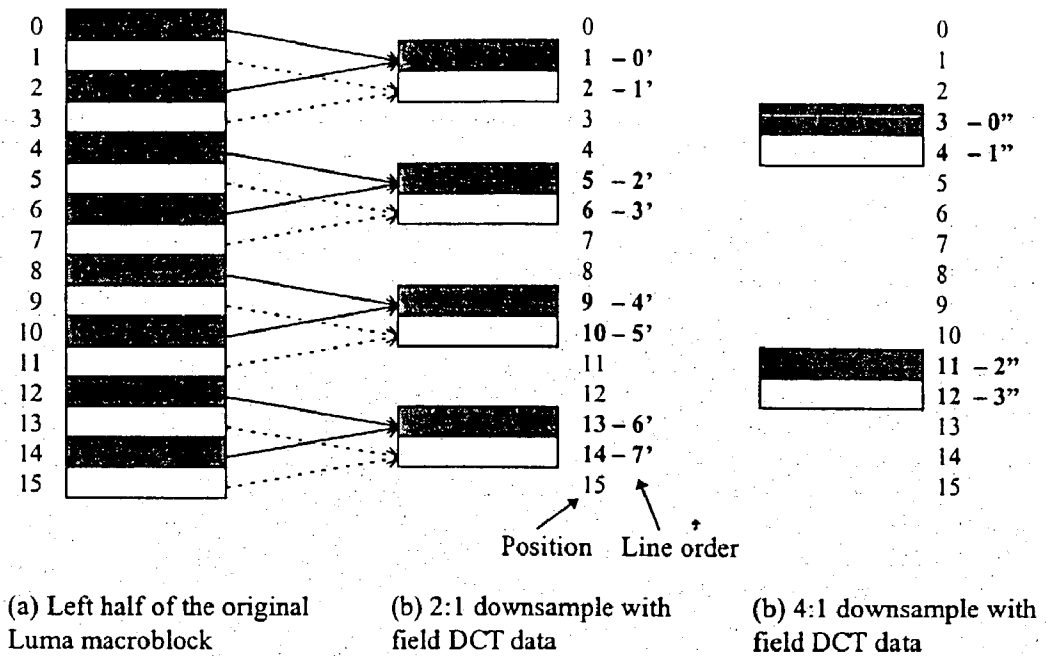 0
1
2
3
4
5
6
7
8
9
10
11
12
13
14
15
0
1 – 0’
2 – 1’
3
4
5 – 2’
6 – 3’
7
8
9 – 4’
10 – 5’
11
12
13 – 6’
14 – 7’
15
Position Line order
0
1
2
3 – 0”
4 – 1”
5
6
7
8
9
10
11 – 2”
12 – 3”
13
14
15
(a) Left half of the original
Luma macroblock
(b) 2:1 downsample with
field DCT data
(b) 4:1 downsample with
field DCT data